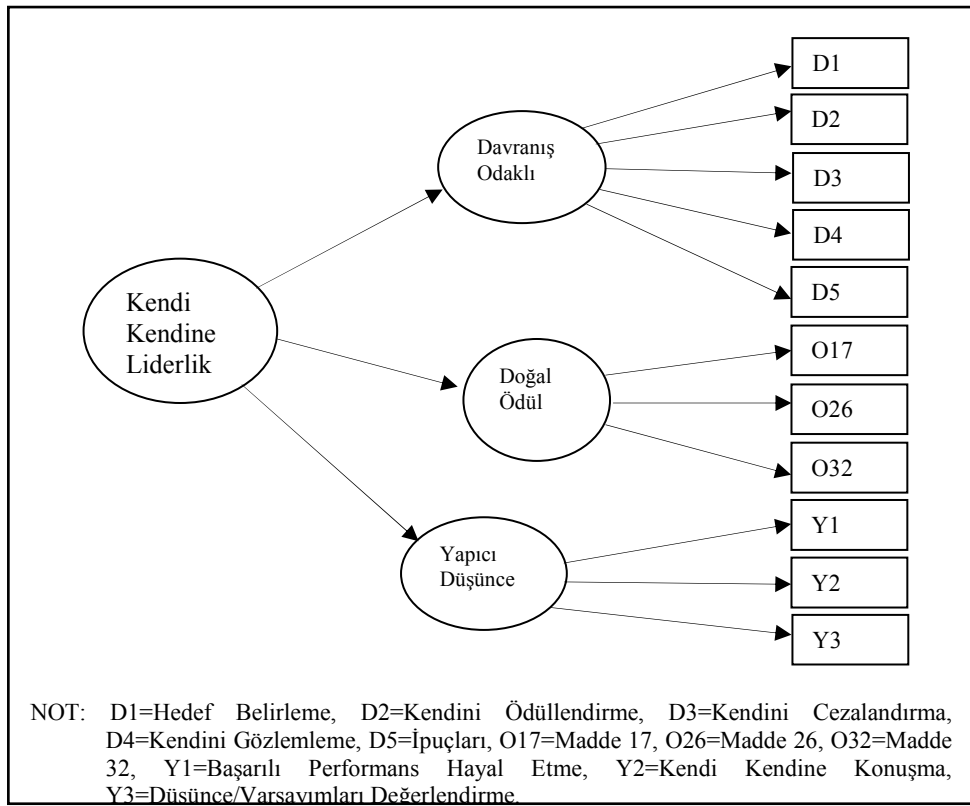 D1
D2
Davranış
Odaklı
D3
D4
D5
Kendi
Kendine
Liderlik
O17
Doğal
Ödül
O26
O32
Y1
Yapıcı
Düşünce
Y2
Y3
NOT: D1=Hedef Belirleme, D2=Kendini Ödüllendirme, D3=Kendini Cezalandırma,
D4=Kendini Gözlemleme, D5=İpuçları, O17=Madde 17, O26=Madde 26, O32=Madde
32, Y1=Başarılı Performans Hayal Etme, Y2=Kendi Kendine Konuşma,
Y3=Düşünce/Varsayımları Değerlendirme.